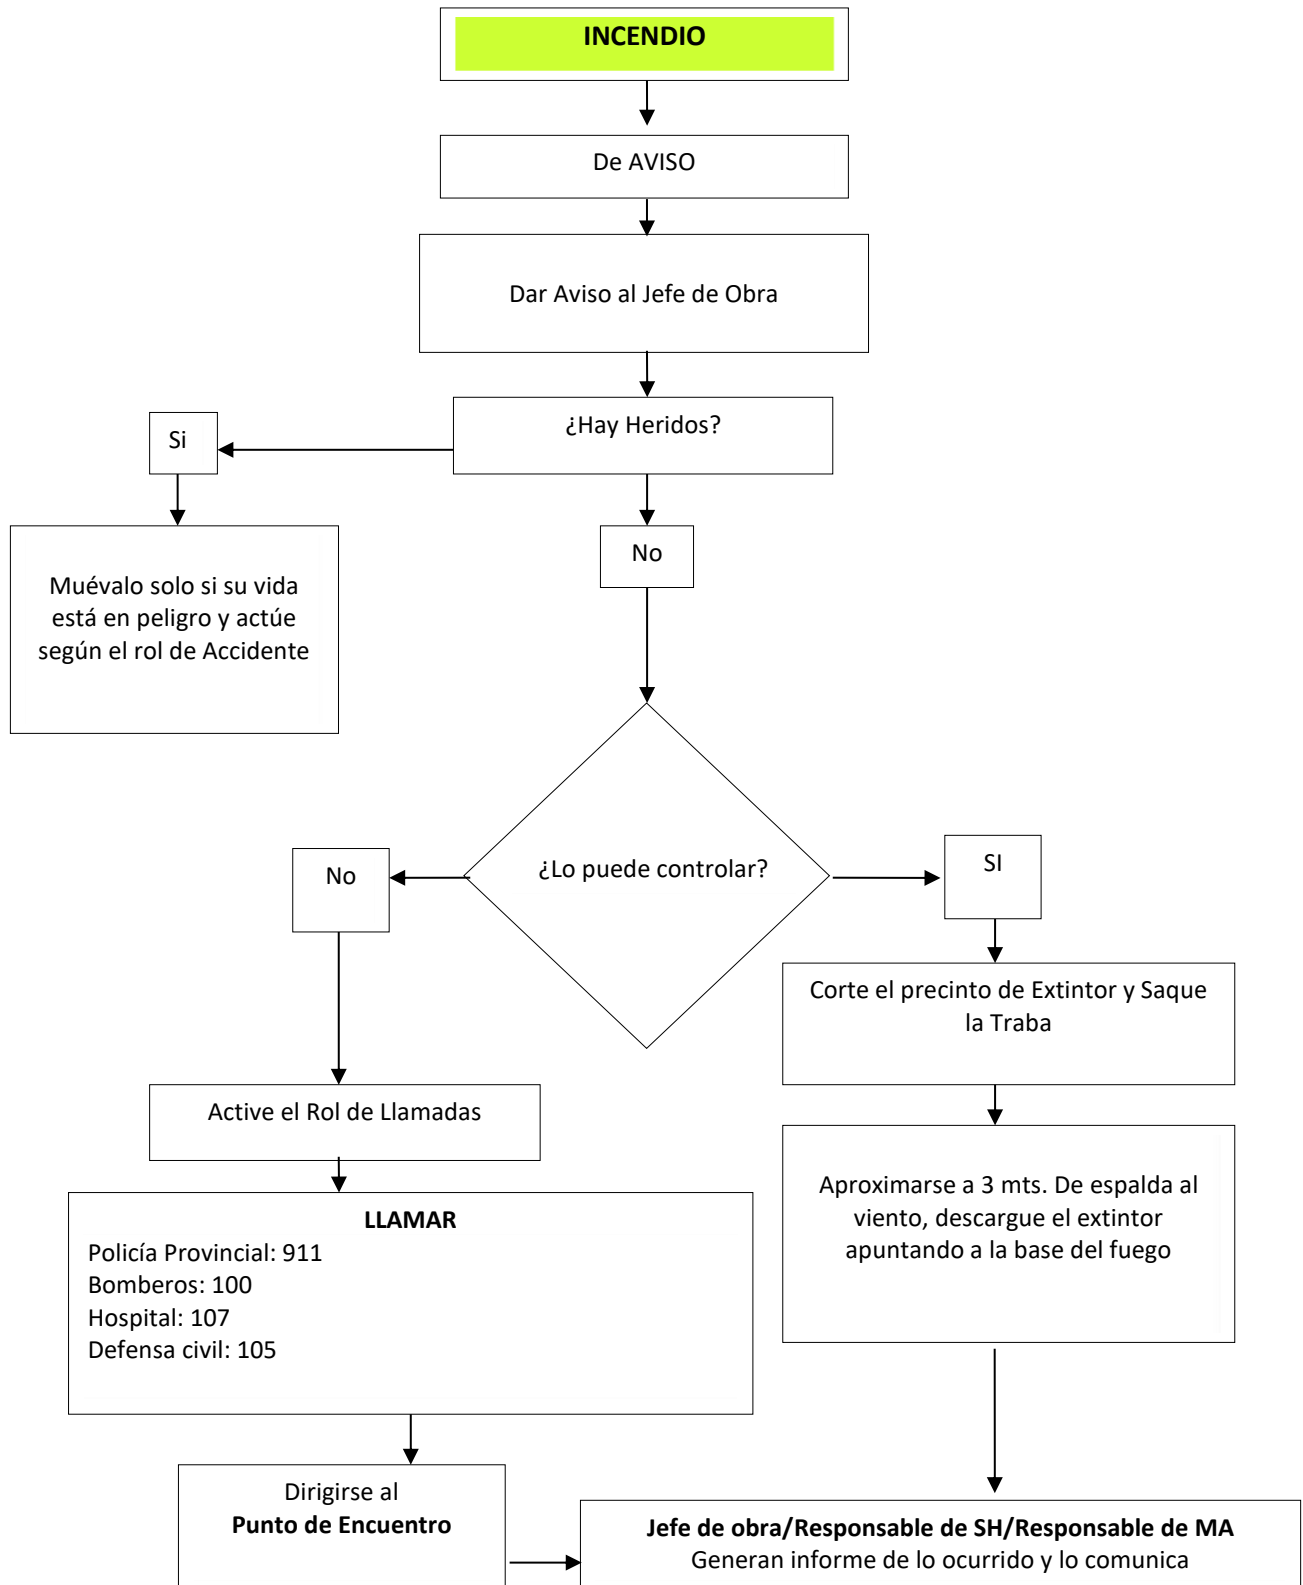 INCENDIO
De AVISO
Dar Aviso al Jefe de Obra
¿Hay Heridos?
Si
No
Muévalo solo si su vida
está en peligro y actúe
según el rol de Accidente
¿Lo puede controlar?
No
SI
Corte el precinto de Extintor y Saque
la Traba
Active el Rol de Llamadas
Aproximarse a 3 mts. De espalda al
viento, descargue el extintor
apuntando a la base del fuego
LLAMAR
Policía Provincial: 911
Bomberos: 100
Hospital: 107
Defensa civil: 105
Dirigirse al
Punto de Encuentro
Jefe de obra/Responsable de SH/Responsable de MA
Generan informe de lo ocurrido y lo comunica